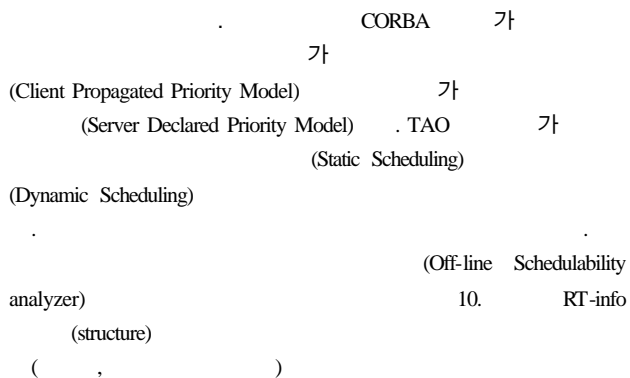 . CORBA 가
가
(Client Propagated Priority Model) 가
(Server Declared Priority Model) . TAO 가
(Static Scheduling)
(Dynamic Scheduling)
. .
(Off-line Schedulability
analyzer) 10. RT-info
(structure)
( , )